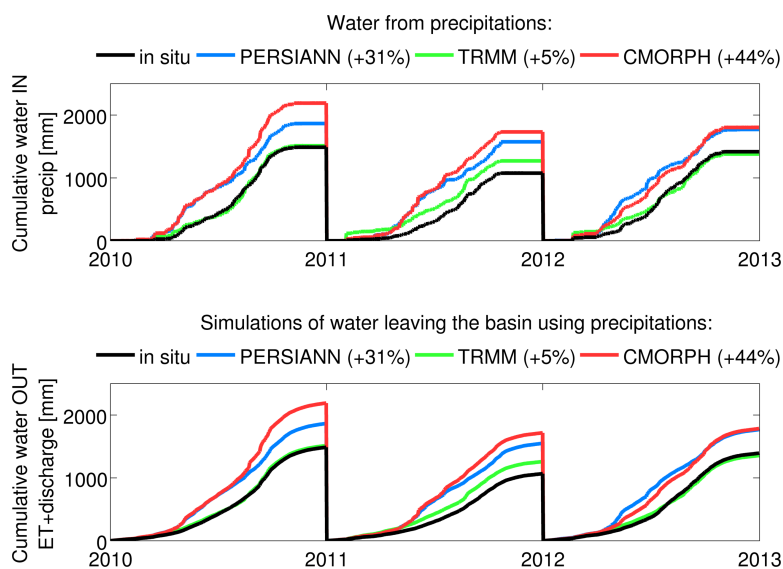 Water from precipitations:
in situ PERSIANN (+31%) TRMM (+5%) CMORPH (+44%)
Cumulative water IN
precip [mm]
2000
1000
0
2010 2011 2012 2013
Simulations of water leaving the basin using precipitations:
in situ PERSIANN (+31%) TRMM (+5%) CMORPH (+44%)
Cumulative water OUT
ET+discharge [mm]
2000
1000
0
2010 2011 2012 2013